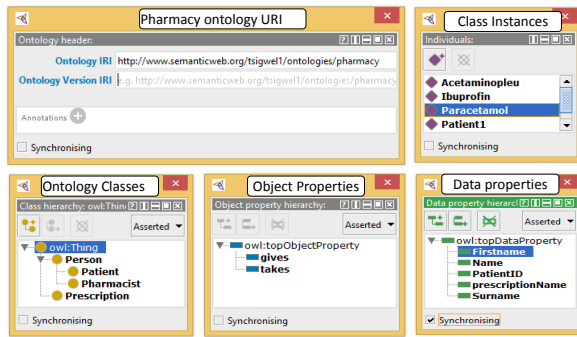 Pharmacy ontology URI
Ontology header:
Ontology IRI http://www.semanticweb.org/tsigwel1/ontologies/pharmacy
Ontology Version IRI e.g. http://www.semanticweb.org/tsigwel1/ontologies/pharmacy
Annotations
Synchronising
Class Instances
Individuals:
Acetaminopleu
Ibuprofin
Paracetamol
Patient1
Synchronising
Ontology Classes
Class hierarchy: owl:Thing
Asserted
owl:Thing
Person
Patient
Pharmacist
Prescription
Synchronising
Object Properties
Object property hierarchy:
Asserted
owl:topObjectProperty
gives
takes
Synchronising
Data properties
Data property hierarcl
Asserted
owl:topDataProperty
Firstname
Name
PatientID
prescriptionName
Surname
Synchronising